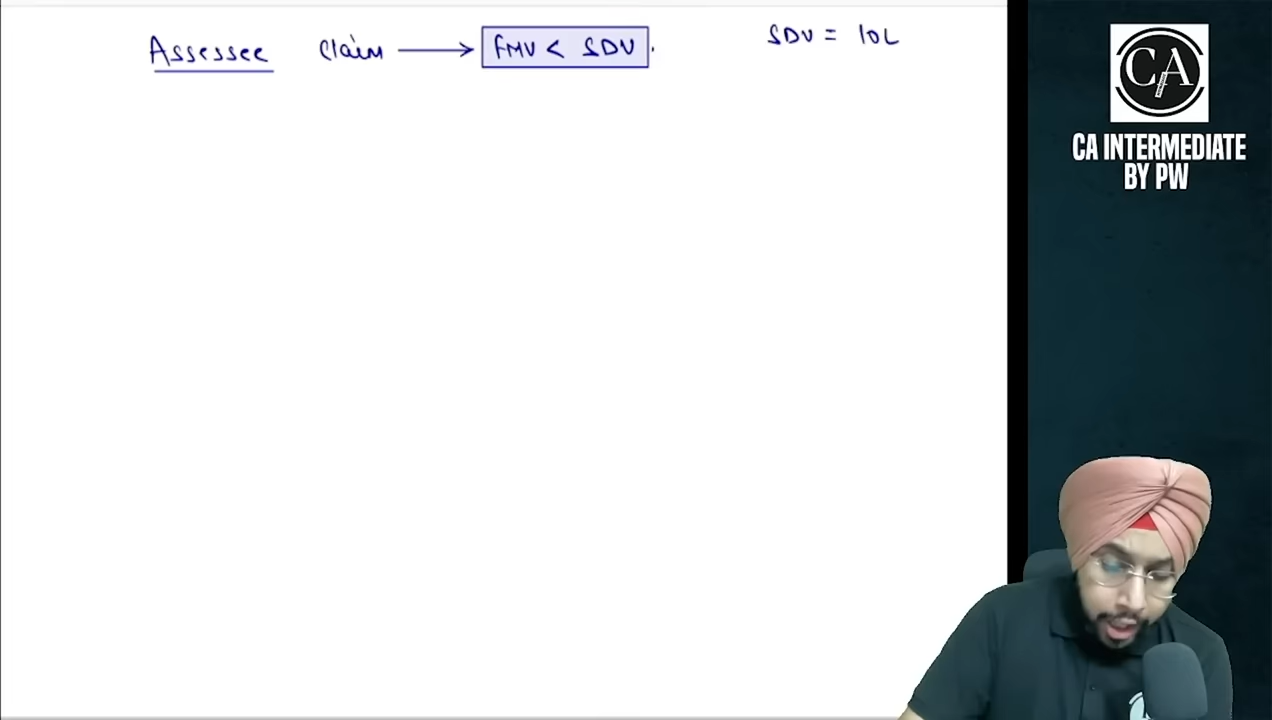 Assessee Claim → FMV < SDV.
SDV = 10L
CA
CA INTERMEDIATE
BY PW